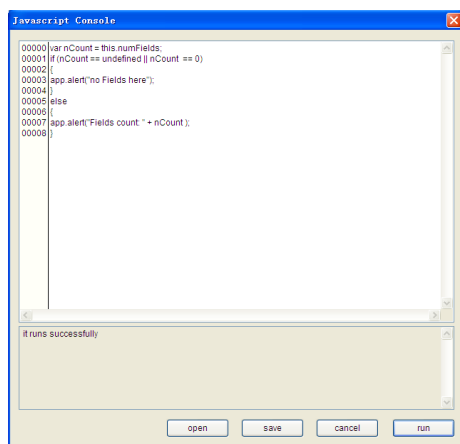 Javascript Console
00000 var nCount = this.numFields;
00001 if (nCount == undefined || nCount == 0)
00002 {
00003 app.alert("no Fields here");
00004 }
00005 else
00006 {
00007 app.alert("Fields count: " + nCount );
00008 }
it runs successfully
open save cancel run